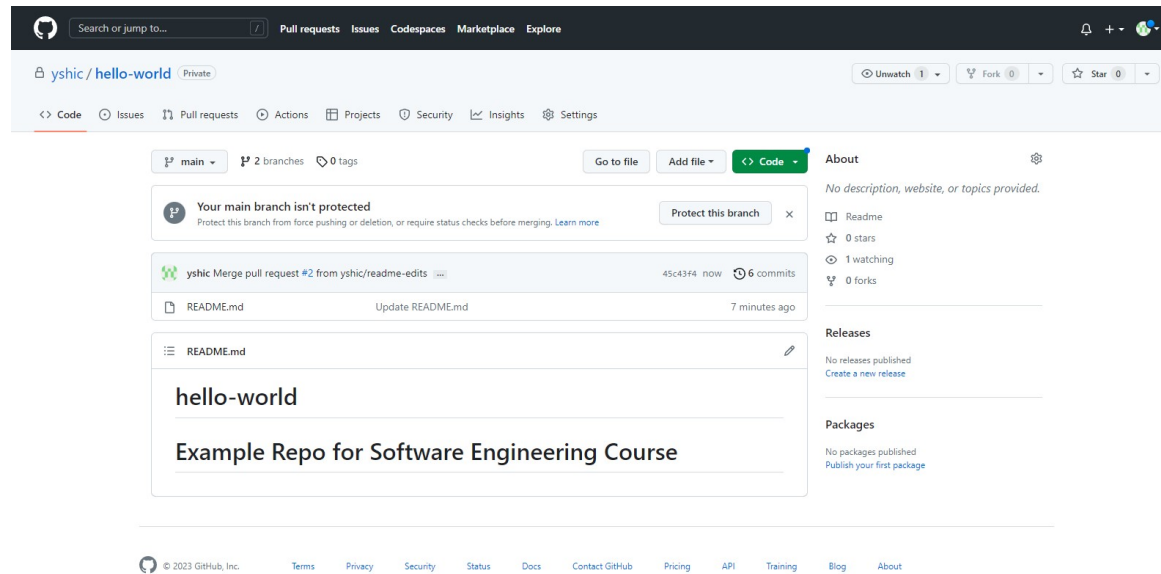 Search or jump to... / Pull requests Issues Codespaces Marketplace Explore
yshic / hello-world Private Unwatch 1 Fork 0 Star 0
Code Issues Pull requests Actions Projects Security Insights Settings
main 2 branches 0 tags Go to file Add file Code
Your main branch isn't protected
Protect this branch from force pushing or deletion, or require status checks before merging. Learn more
Protect this branch
yshic Merge pull request #2 from yshic/readme-edits ... 45c43f4 now 6 commits
README.md Update README.md 7 minutes ago
README.md
hello-world
Example Repo for Software Engineering Course
About
No description, website, or topics provided.
Readme
0 stars
1 watching
0 forks
Releases
No releases published
Create a new release
Packages
No packages published
Publish your first package
© 2023 GitHub, Inc. Terms Privacy Security Status Docs Contact GitHub Pricing API Training Blog About